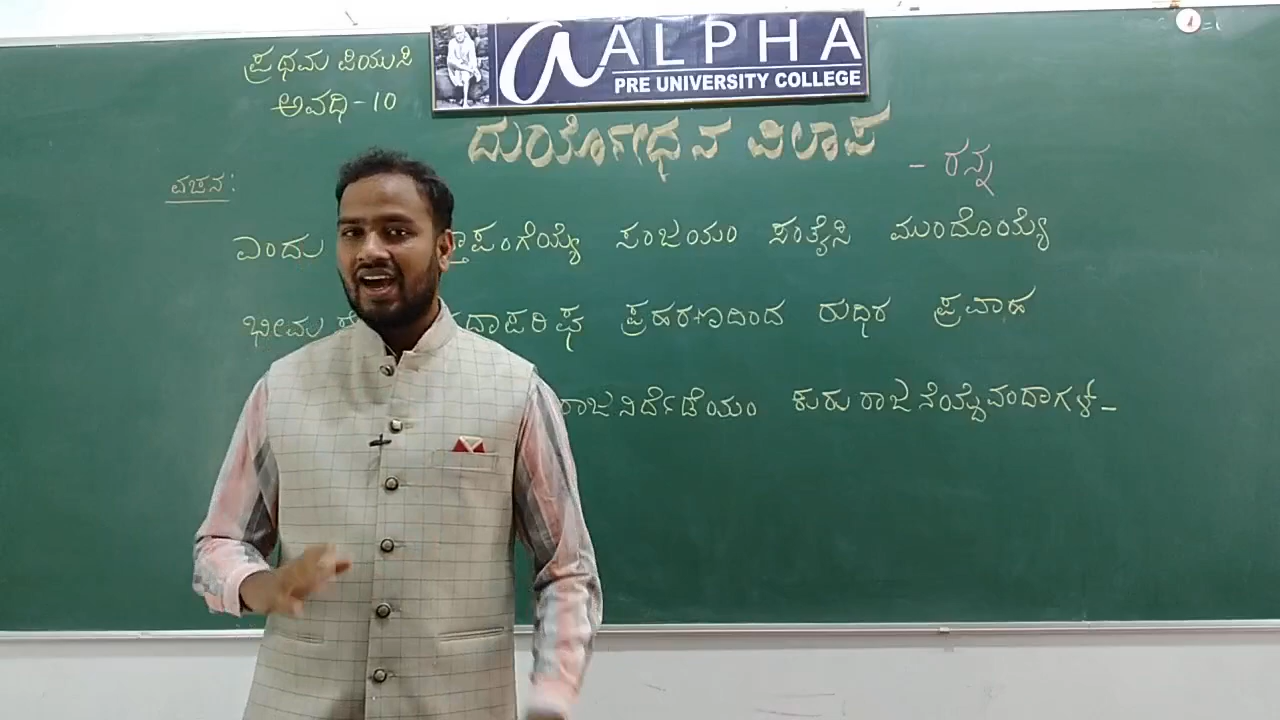 ಪ್ರಥಮ ಪಿಯುಸಿ
ಅವಧಿ-10
ALPHA
PRE UNIVERSITY COLLEGE
ದುರ್ಯೋಧನ ವಿಲಾಪ
- ರನ್ನ
ವಚನ:
ಎಂದು ಸಂಜಯಂ ಸಂತೈಸಿ ಮುಂದೊಯ್ಯೆ
ಭೀಮ ಪ್ರಹರಣದಿಂದ ರುಧಿರ ಪ್ರವಾಹ
ಕುರುರಾಜನೆಯ್ದೆವಂದಾಗಳ್-